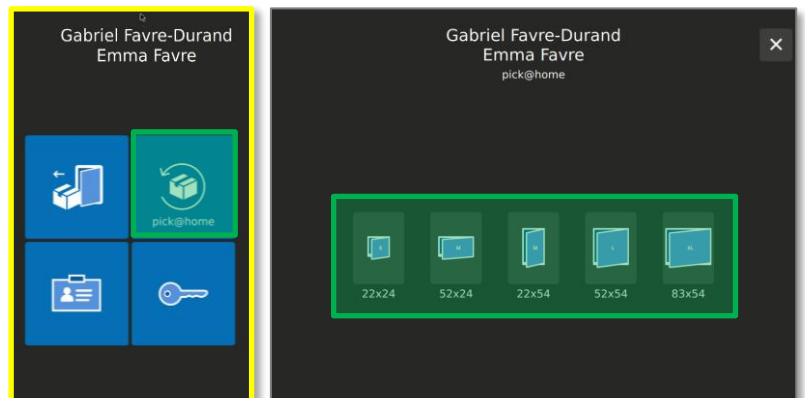 Gabriel Favre-Durand
Emma Favre
pick@home
Gabriel Favre-Durand
Emma Favre
pick@home
S
M
M
L
XL
22x24
52x24
22x54
52x54
83x54